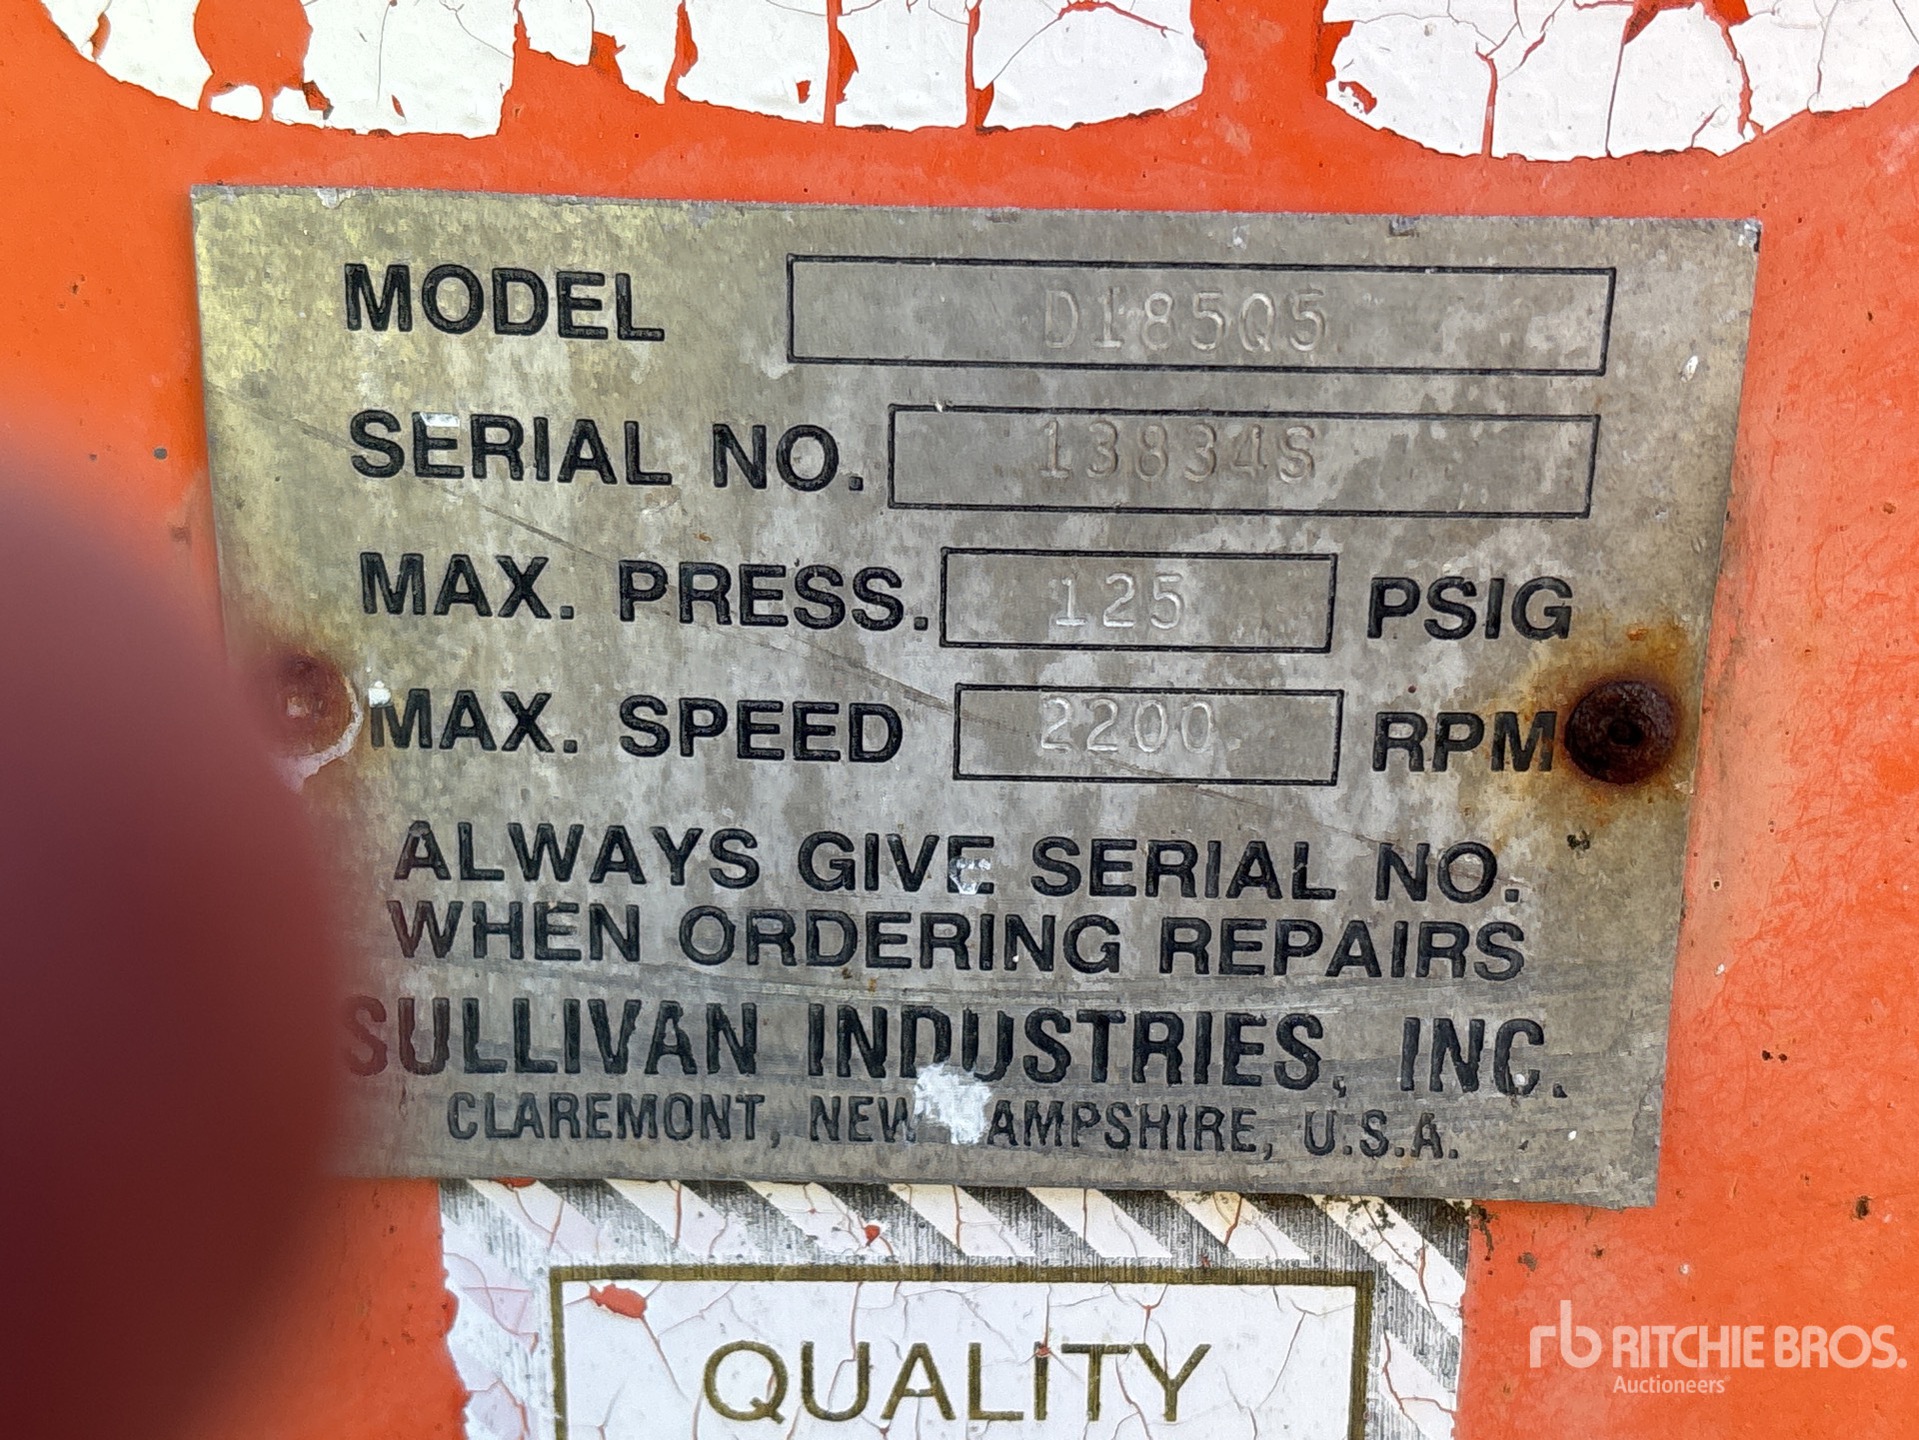 MODEL D185Q5
SERIAL NO. 13834S
MAX. PRESS. 125 PSIG
MAX. SPEED 2200 RPM
ALWAYS GIVE SERIAL NO.
WHEN ORDERING REPAIRS
SULLIVAN INDUSTRIES, INC.
CLAREMONT, NEW HAMPSHIRE, U.S.A.
QUALITY
rb RITCHIE BROS.
Auctioneers